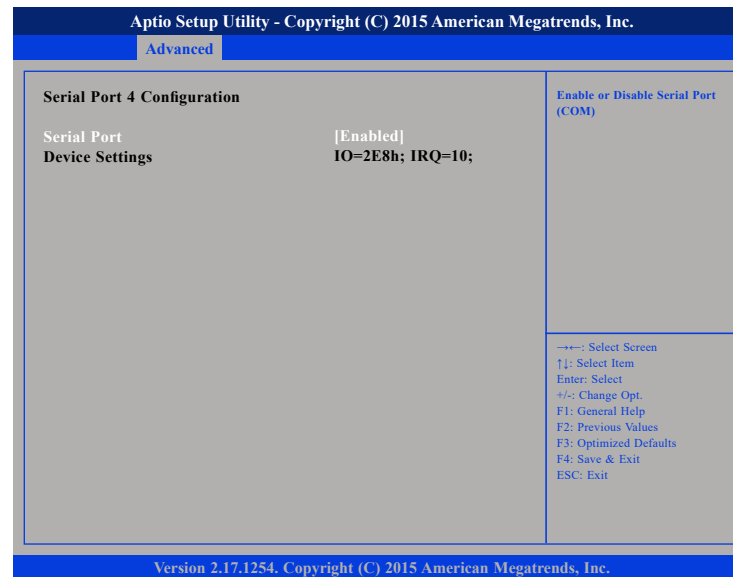 Aptio Setup Utility - Copyright (C) 2015 American Megatrends, Inc.
Advanced
Serial Port 4 Configuration
Serial Port [Enabled]
Device Settings IO=2E8h; IRQ=10;
Enable or Disable Serial Port
(COM)
→←: Select Screen
↑↓: Select Item
Enter: Select
+/-: Change Opt.
F1: General Help
F2: Previous Values
F3: Optimized Defaults
F4: Save & Exit
ESC: Exit
Version 2.17.1254. Copyright (C) 2015 American Megatrends, Inc.